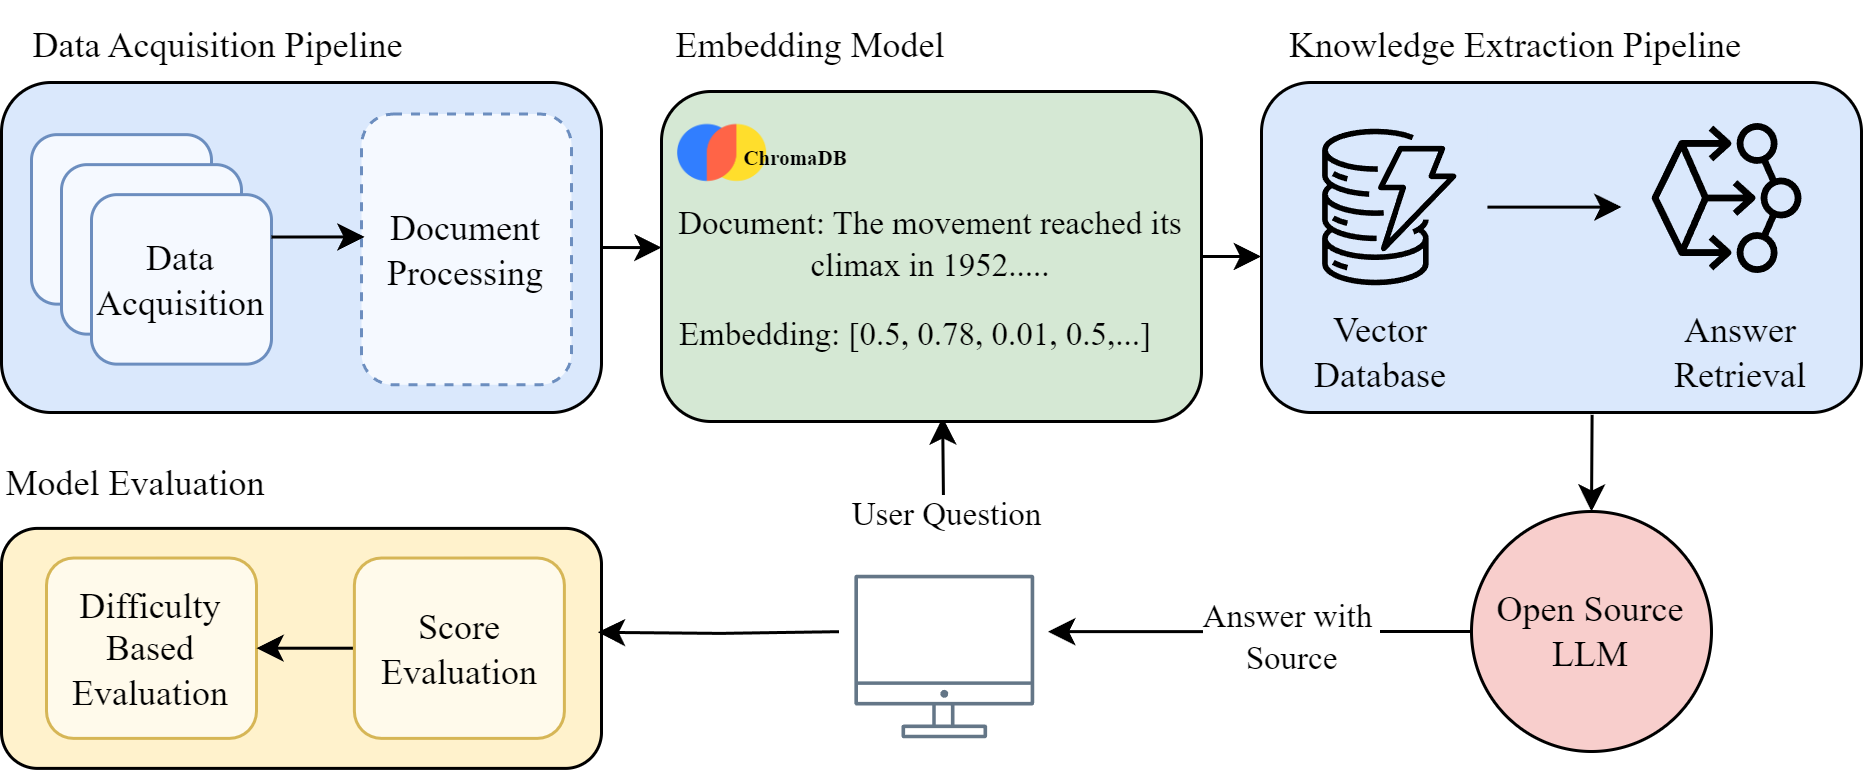 Data Acquisition Pipeline
Data
Acquisition
Document
Processing
Embedding Model
ChromaDB
Document: The movement reached its
climax in 1952.....
Embedding: [0.5, 0.78, 0.01, 0.5,...]
Knowledge Extraction Pipeline
Vector
Database
Answer
Retrieval
User Question
Open Source
LLM
Answer with
Source
Model Evaluation
Score
Evaluation
Difficulty
Based
Evaluation